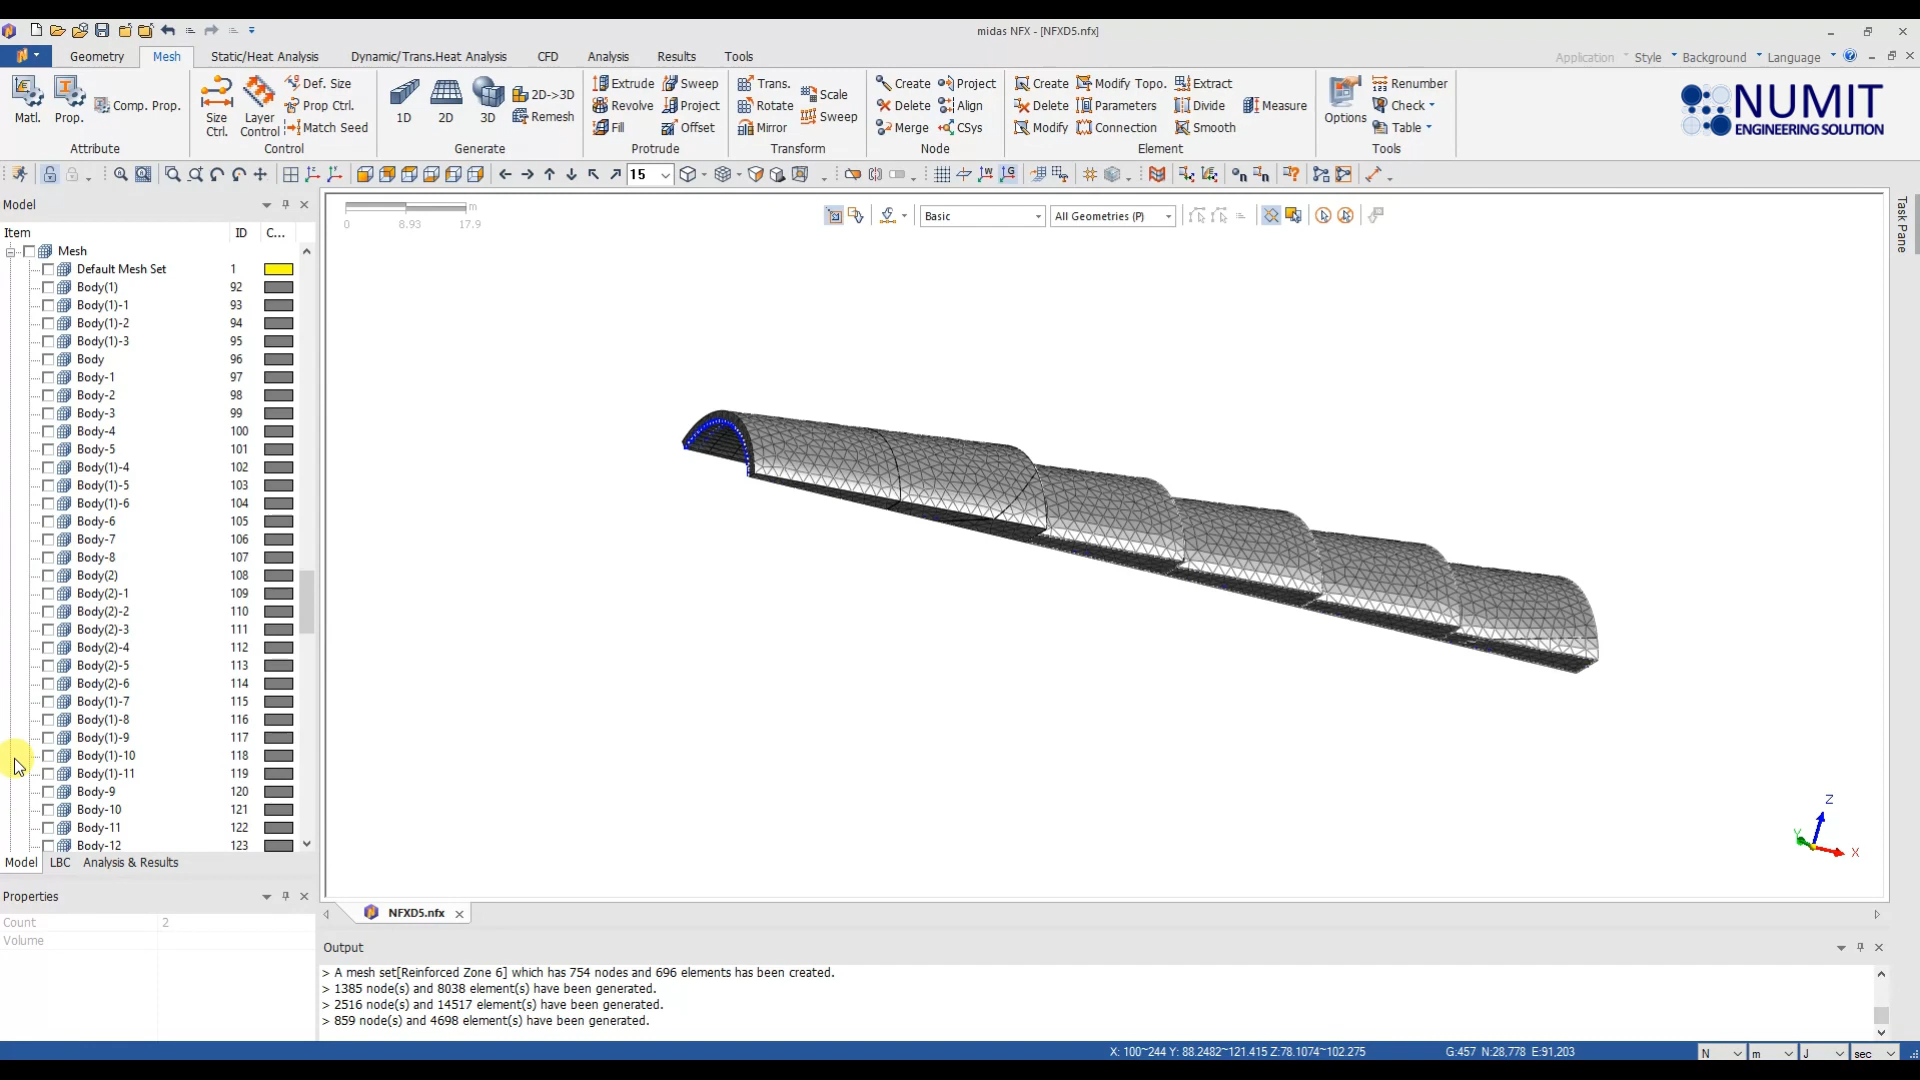 midas NFX - [NFXD5.nfx]
Geometry Mesh Static/Heat Analysis Dynamic/Trans.Heat Analysis CFD Analysis Results Tools
Application Style Background Language
Matl. Prop. Comp. Prop.
Attribute
Size Ctrl. Layer Control Def. Size Prop Ctrl. Match Seed
Control
1D 2D 3D 2D->3D Remesh
Generate
Extrude Sweep
Revolve Project
Fill Offset
Protrude
Trans. Scale
Rotate Sweep
Mirror
Transform
Create Project
Delete Align
Merge CSys
Node
Create Modify Topo. Extract
Delete Parameters Divide Measure
Modify Connection Smooth
Element
Options Renumber
Check
Table
Tools
NUMIT
ENGINEERING SOLUTION
15
Model
Item ID C...
Mesh
Default Mesh Set 1
Body(1) 92
Body(1)-1 93
Body(1)-2 94
Body(1)-3 95
Body 96
Body-1 97
Body-2 98
Body-3 99
Body-4 100
Body-5 101
Body(1)-4 102
Body(1)-5 103
Body(1)-6 104
Body-6 105
Body-7 106
Body-8 107
Body(2) 108
Body(2)-1 109
Body(2)-2 110
Body(2)-3 111
Body(2)-4 112
Body(2)-5 113
Body(2)-6 114
Body(1)-7 115
Body(1)-8 116
Body(1)-9 117
Body(1)-10 118
Body(1)-11 119
Body-9 120
Body-10 121
Body-11 122
Body-12 123
Model LBC Analysis & Results
Properties
Count 2
Volume
m
0 8.93 17.9
Basic All Geometries (P)
Task Pane
Z
Y
X
NFXD5.nfx
Output
> A mesh set[Reinforced Zone 6] which has 754 nodes and 696 elements has been created.
> 1385 node(s) and 8038 element(s) have been generated.
> 2516 node(s) and 14517 element(s) have been generated.
> 859 node(s) and 4698 element(s) have been generated.
X: 100~244 Y: 88.2482~121.415 Z:78.1074~102.275 G:457 N:28,778 E:91,203 N m J sec